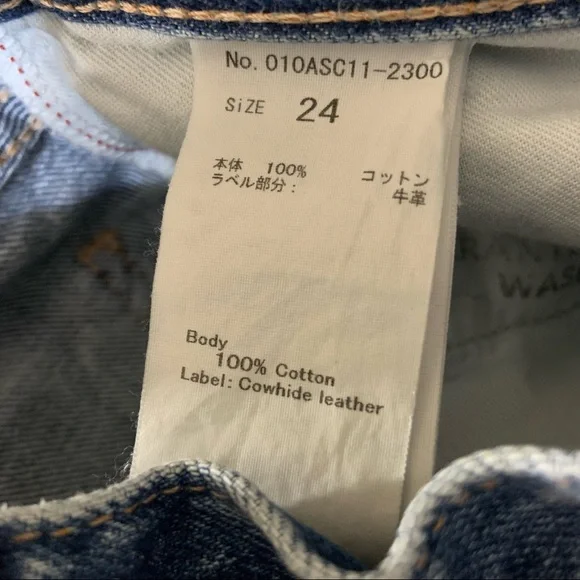 No. 010ASC11-2300
SiZE 24
本体 100% コットン
ラベル部分: 牛革
Body
100% Cotton
Label: Cowhide leather